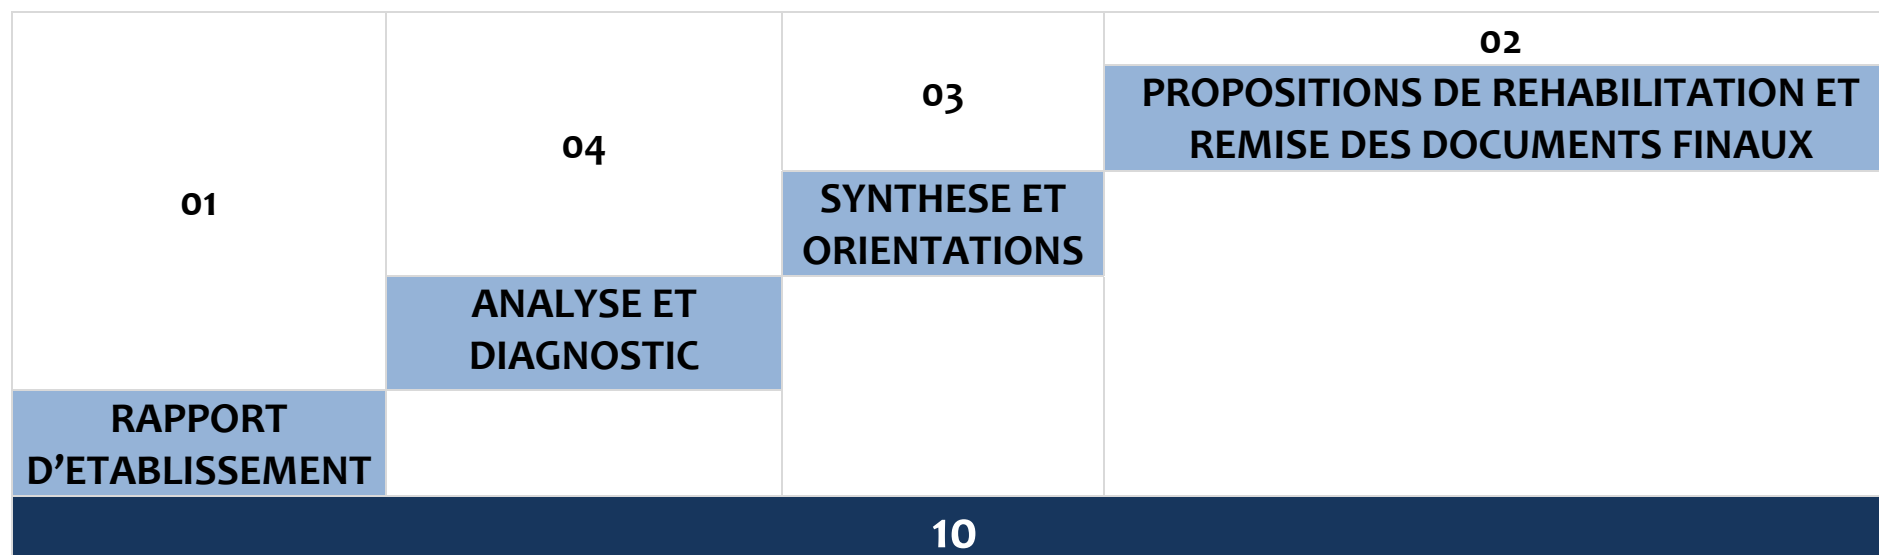 01
RAPPORT
D’ETABLISSEMENT
04
ANALYSE ET
DIAGNOSTIC
03
SYNTHESE ET
ORIENTATIONS
02
PROPOSITIONS DE REHABILITATION ET
REMISE DES DOCUMENTS FINAUX
10